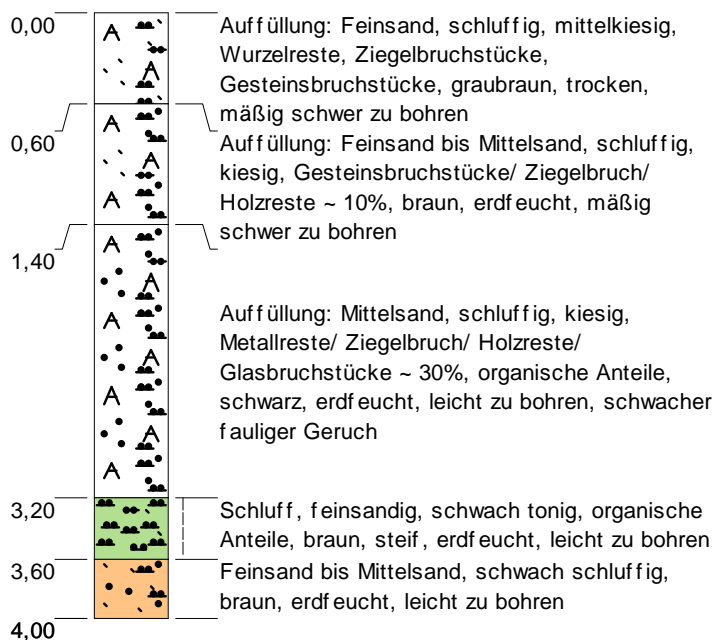 0,00
Auffüllung: Feinsand, schluffig, mittelkiesig,
Wurzelreste, Ziegelbruchstücke,
Gesteinsbruchstücke, graubraun, trocken,
mäßig schwer zu bohren
0,60
Auffüllung: Feinsand bis Mittelsand, schluffig,
kiesig, Gesteinsbruchstücke/ Ziegelbruch/
Holzreste ~ 10%, braun, erdfeucht, mäßig
schwer zu bohren
1,40
Auffüllung: Mittelsand, schluffig, kiesig,
Metallreste/ Ziegelbruch/ Holzreste/
Glasbruchstücke ~ 30%, organische Anteile,
schwarz, erdfeucht, leicht zu bohren, schwacher
fauliger Geruch
3,20
Schluff, feinsandig, schwach tonig, organische
Anteile, braun, steif, erdfeucht, leicht zu bohren
3,60
Feinsand bis Mittelsand, schwach schluffig,
braun, erdfeucht, leicht zu bohren
4,00